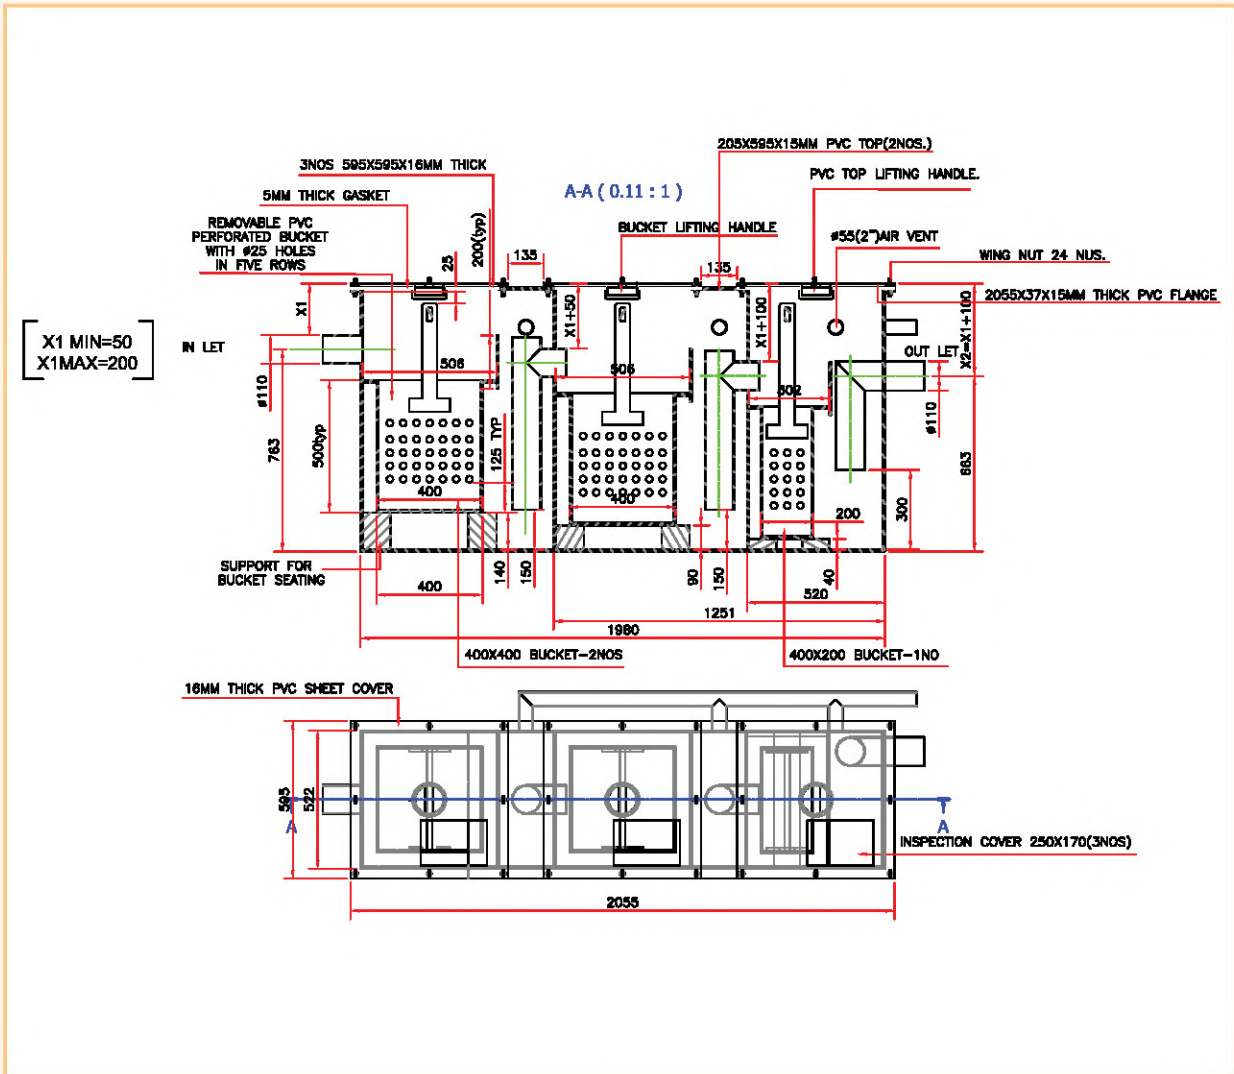 205X595X15MM PVC TOP(2NOS.)
3NOS 595X595X16MM THICK
PVC TOP LIFTING HANDLE.
A-A ( 0.11 : 1 )
5MM THICK GASKET
REMOVABLE PVC
PERFORATED BUCKET
WITH ø25 HOLES
IN FIVE ROWS
BUCKET LIFTING HANDLE
ø55(2")AIR VENT
WING NUT 24 NUS.
2055X37X15MM THICK PVC FLANGE
25
200(typ)
135
135
X1
X1+50
X1+100
X2=X1+100
X1 MIN=50
X1MAX=200
IN LET
OUT LET
506
506
302
ø110
ø110
763
500typ
125 TYP
663
300
400
400
200
SUPPORT FOR
BUCKET SEATING
140
150
90
150
40
400
520
1251
1980
400X400 BUCKET-2NOS
400X200 BUCKET-1NO
16MM THICK PVC SHEET COVER
595
522
A
A
INSPECTION COVER 250X170(3NOS)
2055